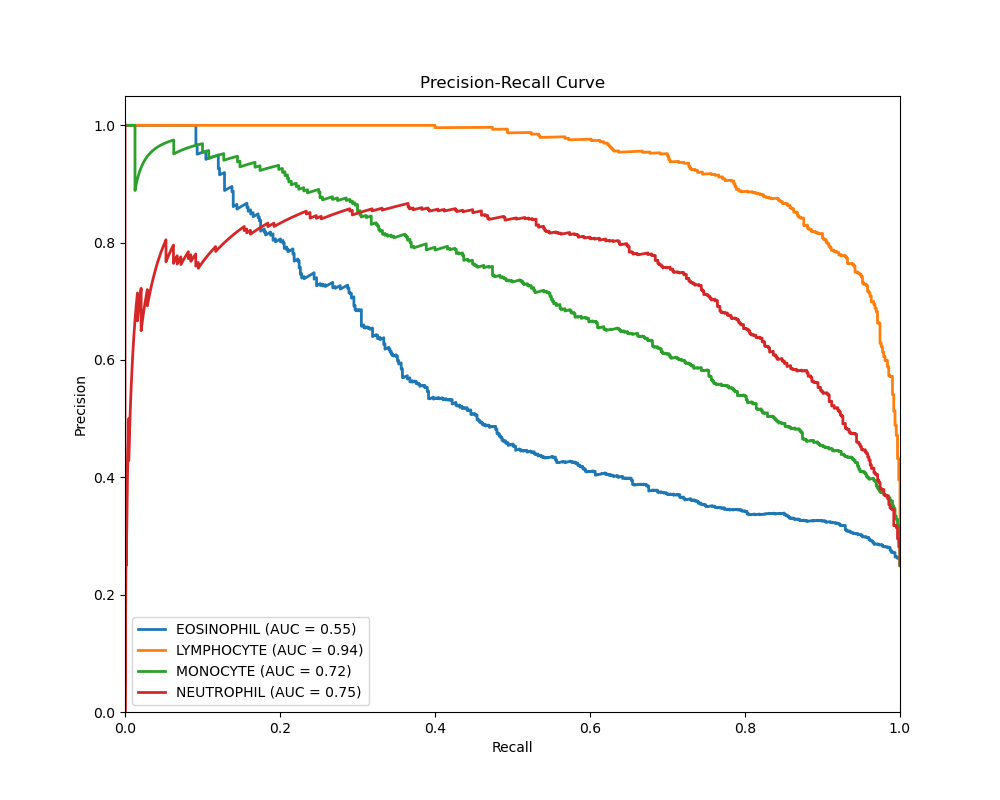 Precision-Recall Curve
1.0
0.8
0.6
0.4
0.2
0.0
Precision
EOSINOPHIL (AUC = 0.55)
LYMPHOCYTE (AUC = 0.94)
MONOCYTE (AUC = 0.72)
NEUTROPHIL (AUC = 0.75)
0.0 0.2 0.4 0.6 0.8 1.0
Recall